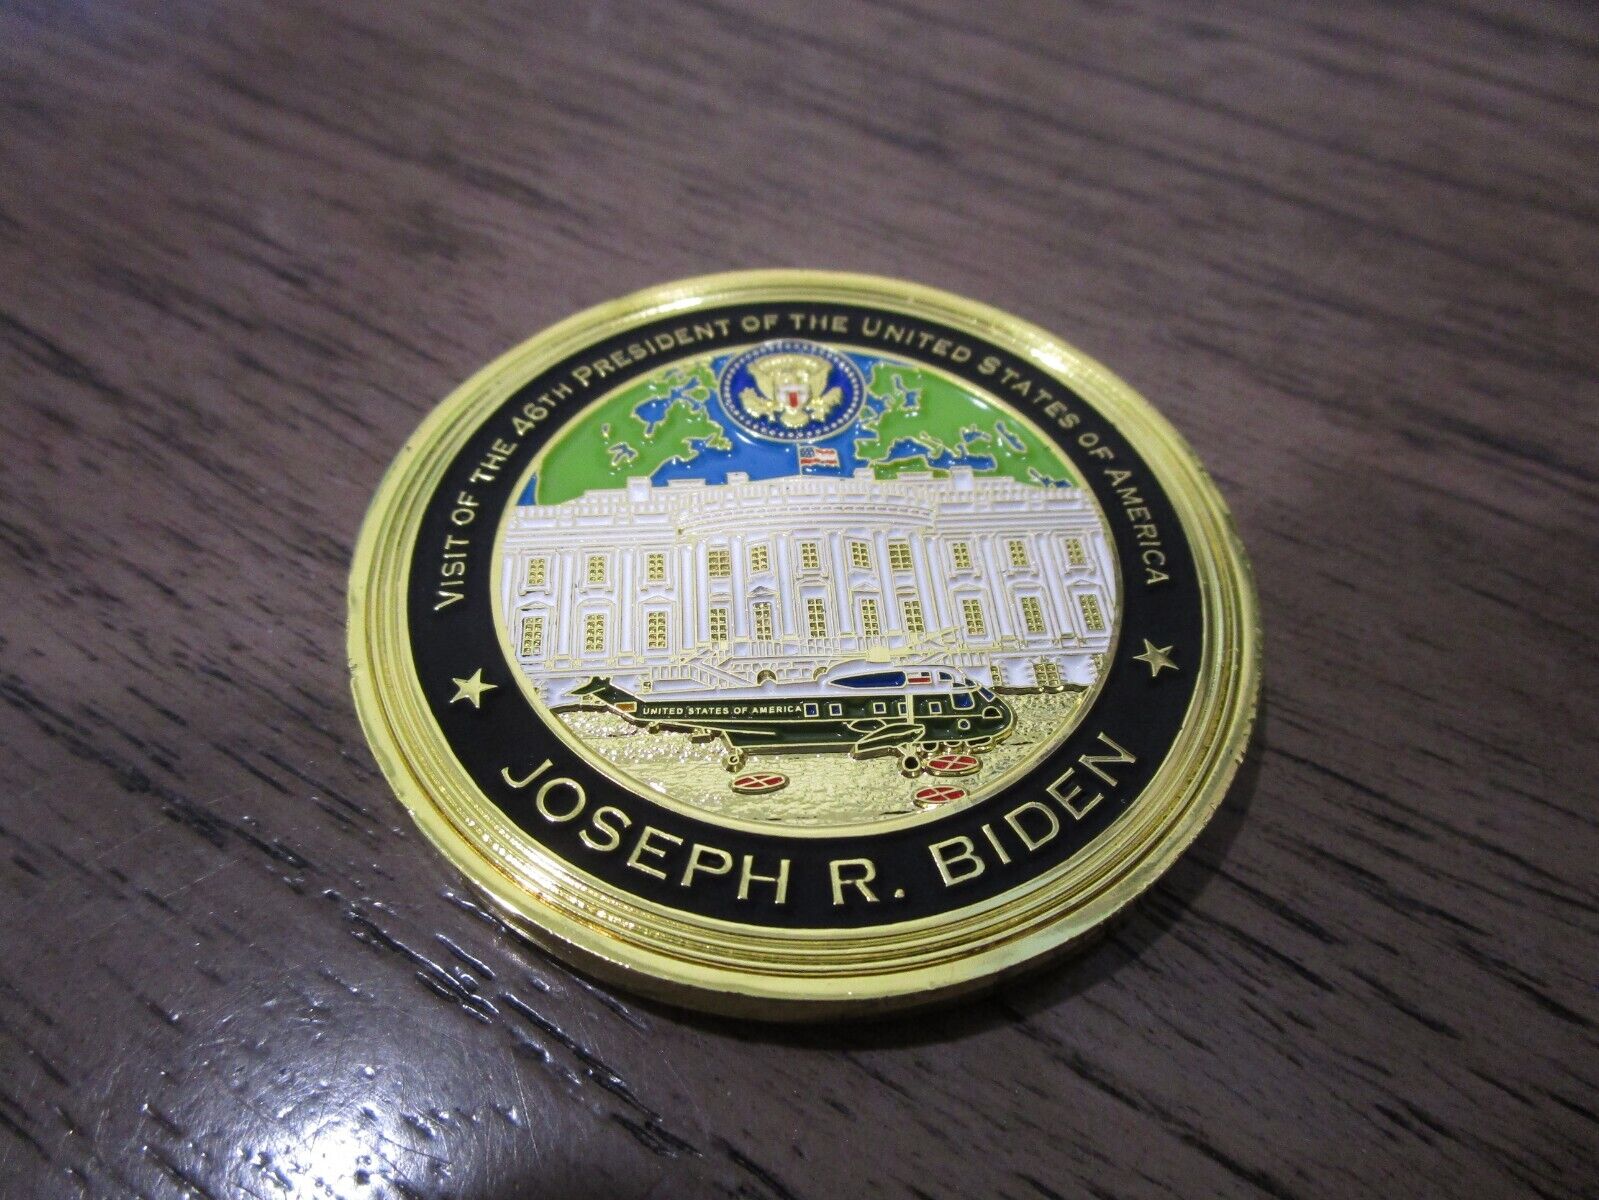 Visit of the 46th President of the United States of America
UNITED STATES OF AMERICA
JOSEPH R. BIDEN